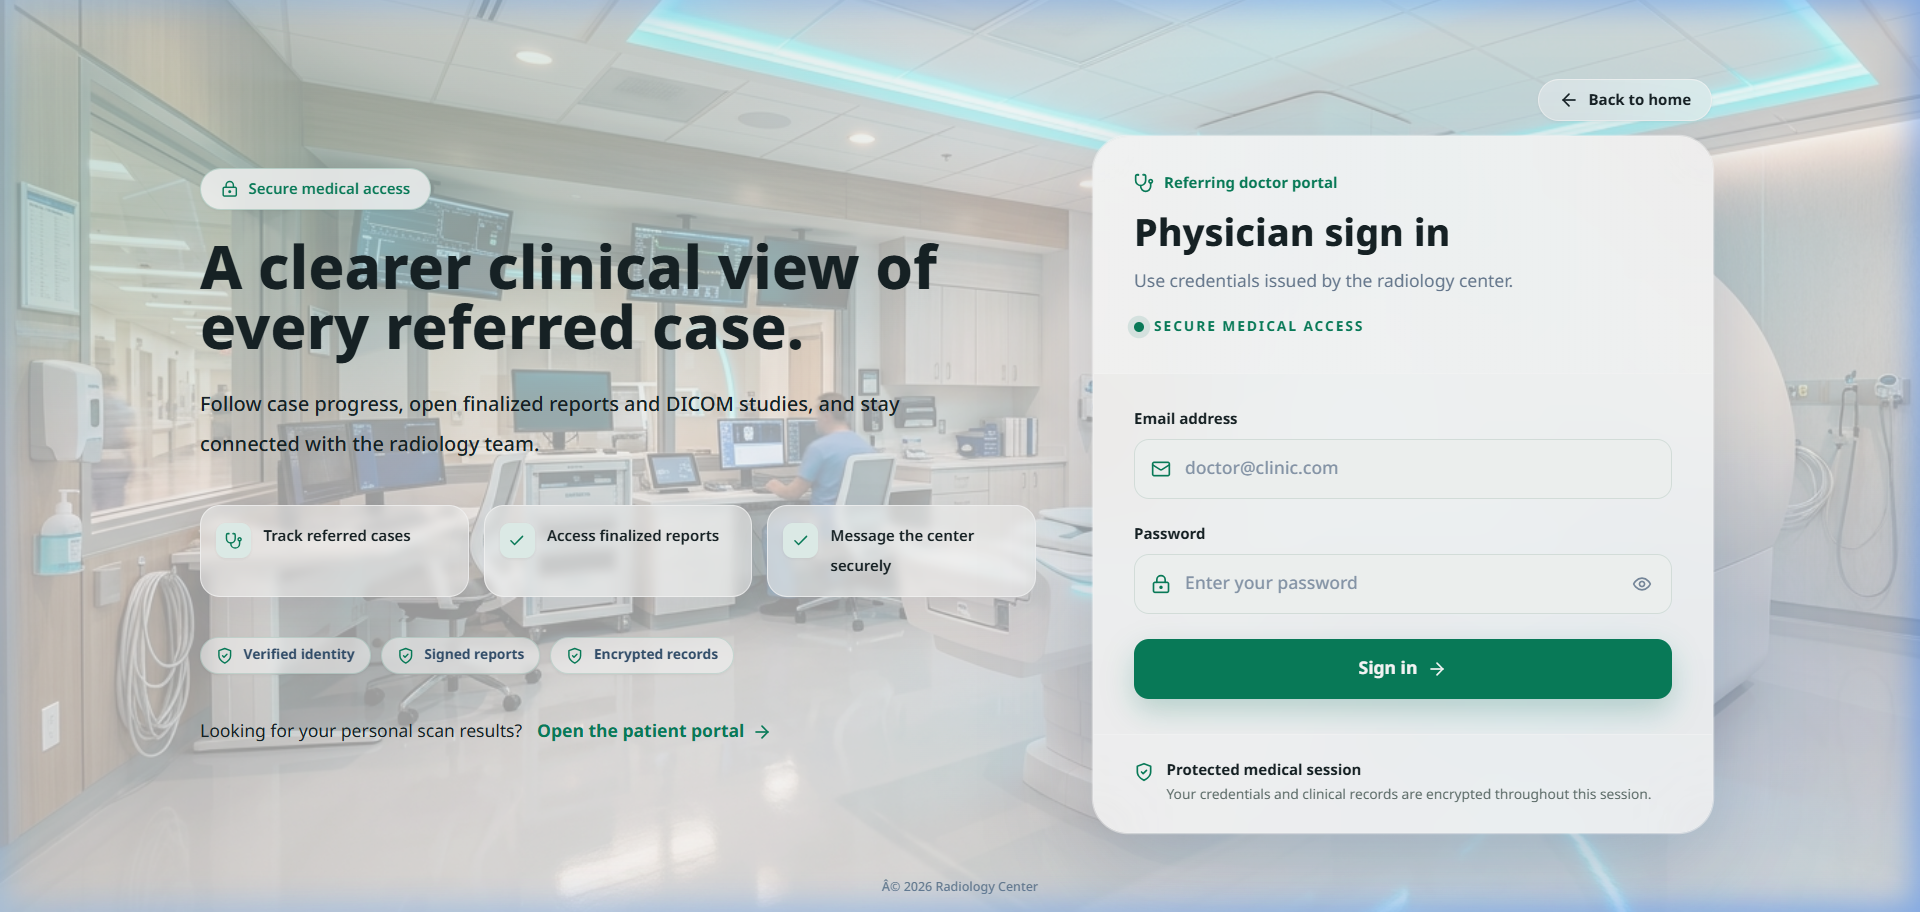 Back to home
Secure medical access
A clearer clinical view of
every referred case.
Follow case progress, open finalized reports and DICOM studies, and stay
connected with the radiology team.
Track referred cases
Access finalized reports
Message the center
securely
Verified identity
Signed reports
Encrypted records
Looking for your personal scan results? Open the patient portal
Referring doctor portal
Physician sign in
Use credentials issued by the radiology center.
SECURE MEDICAL ACCESS
Email address
doctor@clinic.com
Password
Enter your password
Sign in
Protected medical session
Your credentials and clinical records are encrypted throughout this session.
Â© 2026 Radiology Center